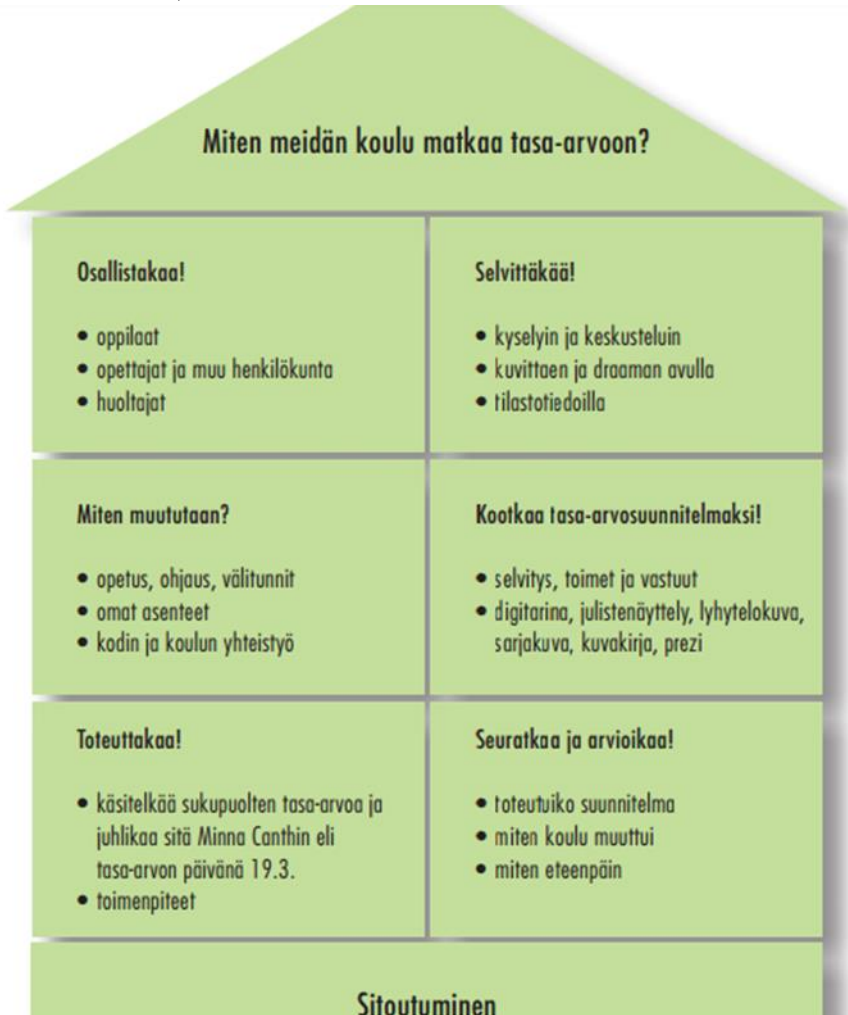 Miten meidän koulu matkaa tasa-arvoon?
Osallistakaa!
• oppilaat
• opettajat ja muu henkilökunta
• huoltajat
Selvittäkää!
• kyselyin ja keskusteluin
• kuvittaen ja draaman avulla
• tilastotiedoilla
Miten muututaan?
• opetus, ohjaus, välitunnit
• omat asenteet
• kodin ja koulun yhteistyö
Kootkaa tasa-arvosuunnitelmaksi!
• selvitys, toimet ja vastuut
• digitarina, julistenäyttely, lyhytelokuva,
sarjakuva, kuvakirja, prezi
Toteuttakaa!
• käsitelkää sukupuolten tasa-arvoa ja
juhlikaa sitä Minna Canthin eli
tasa-arvon päivänä 19.3.
• toimenpiteet
Seuratkaa ja arvioikaa!
• toteutuiko suunnitelma
• miten koulu muuttui
• miten eteenpäin
Sitoutuminen